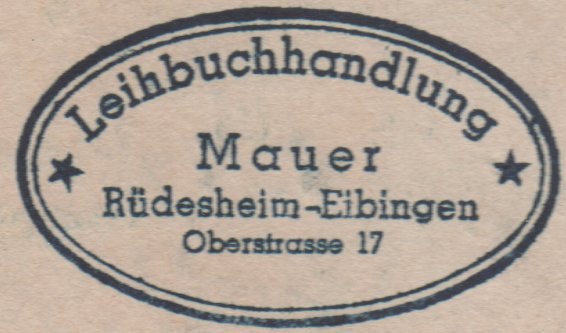 Leihbuchhandlung
Mauer
Rüdesheim-Eibingen
Oberstrasse 17